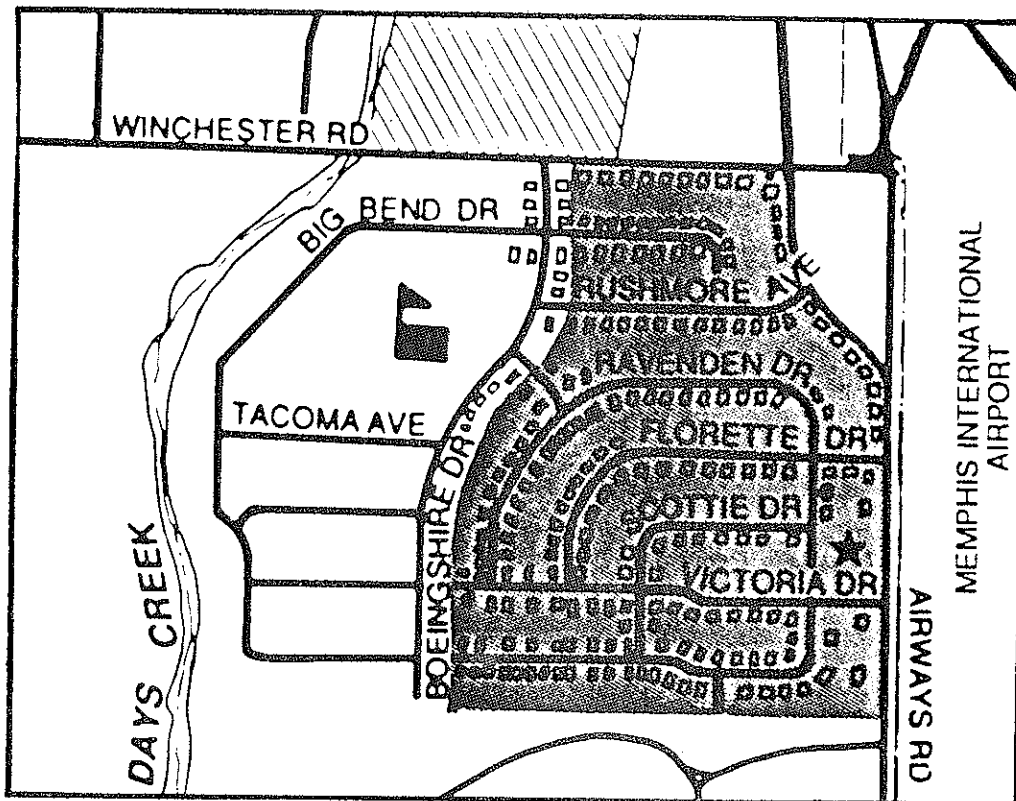 WINCHESTER RD
BIG BEND DR
RUSHMORE AVE
RAVENDEN DR
TACOMA AVE
FLORETTE DR
COTTIE DR
VICTORIA DR
BOEINGSHIRE DR
DAYS CREEK
AIRWAYS RD
MEMPHIS INTERNATIONAL
AIRPORT